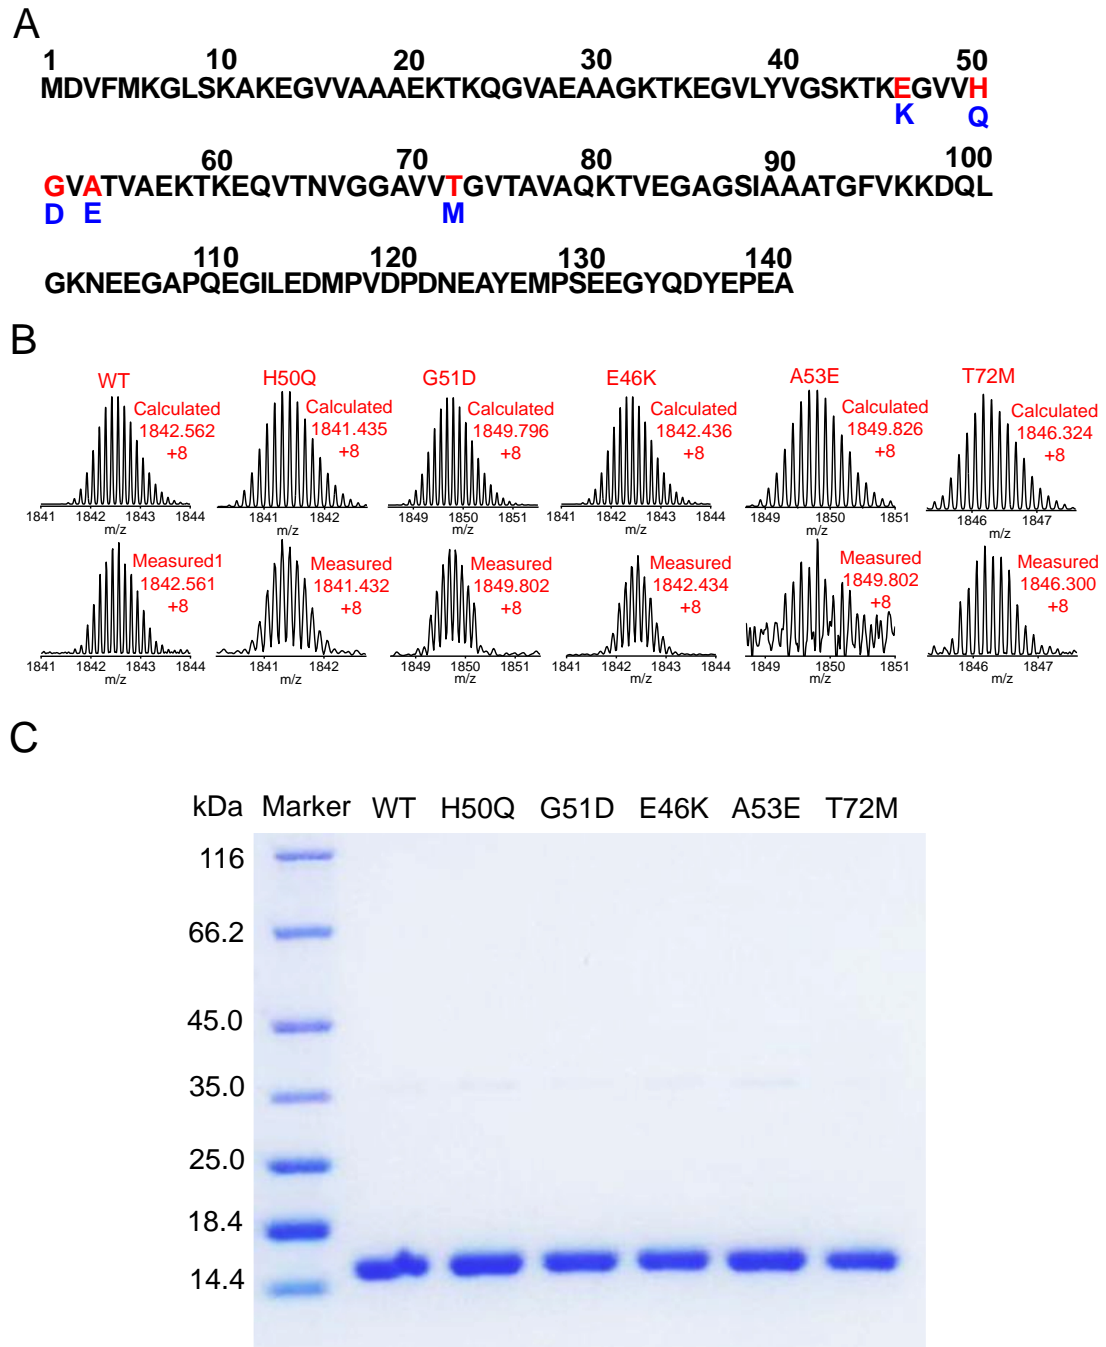 A
1 10 20 30 40 50
MDVFMKGLSKAKEGVVAAAEKTKQGVAEAAGKTKEGVLYVGSKTKEGVVH
K Q
60 70 80 90 100
GVATVAEKTKEQVTNVGGAVVTGVTAVAQKTVEGAGSIAAATGFVKKDQL
D E M
110 120 130 140
GKNEEGAPQEGILEDMPVDPDNEAYEMPSEEGYQDYEPEA
B
WT H50Q G51D E46K A53E T72M
Calculated Calculated Calculated Calculated Calculated Calculated
1842.562 1841.435 1849.796 1842.436 1849.826 1846.324
+8 +8 +8 +8 +8 +8
1841 1842 1843 1844 1841 1842 1849 1850 1851 1841 1842 1843 1844 1849 1850 1851 1846 1847
m/z m/z m/z m/z m/z m/z
Measured1 Measured Measured Measured Measured Measured
1842.561 1841.432 1849.802 1842.434 1849.802 1846.300
+8 +8 +8 +8 +8 +8
1841 1842 1843 1844 1841 1842 1849 1850 1851 1841 1842 1843 1844 1849 1850 1851 1846 1847
m/z m/z m/z m/z m/z m/z
C
kDa Marker WT H50Q G51D E46K A53E T72M
116
66.2
45.0
35.0
25.0
18.4
14.4